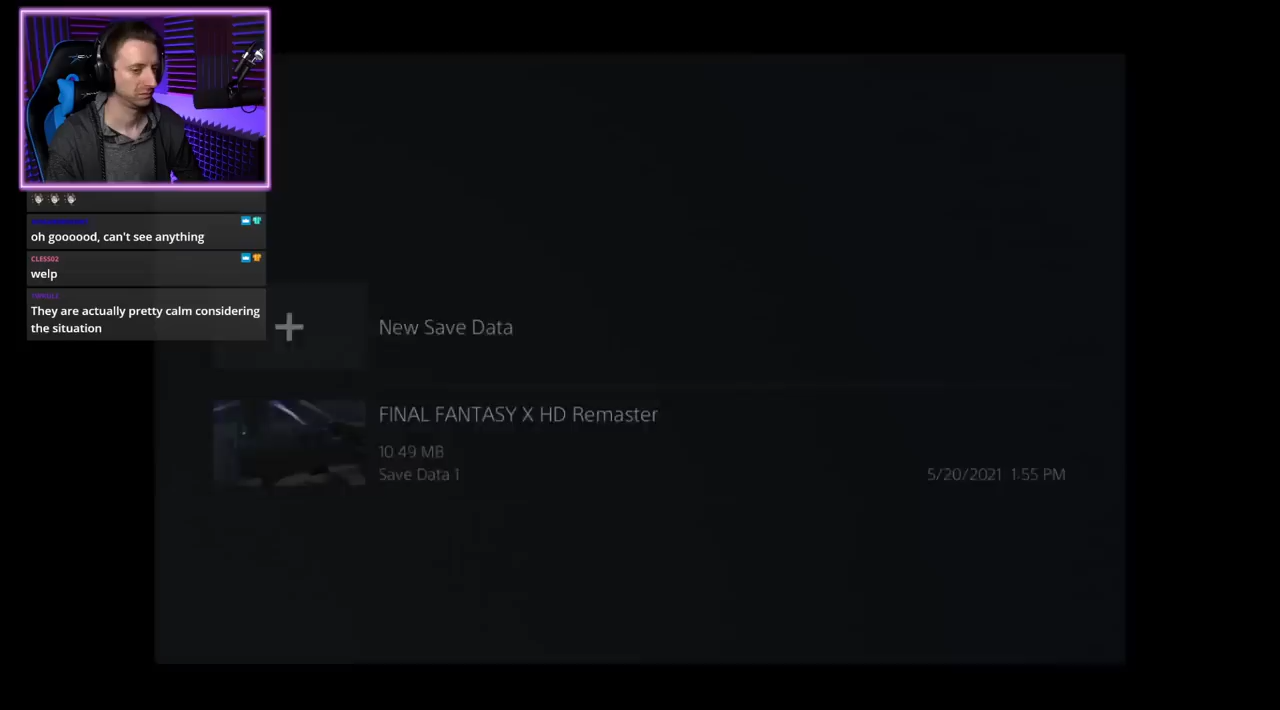 oh goooood, can't see anything
CLESS02
welp
They are actually pretty calm considering
the situation
New Save Data
FINAL FANTASY X HD Remaster
10.49 MB
Save Data 1
5/20/2021 1:55 PM